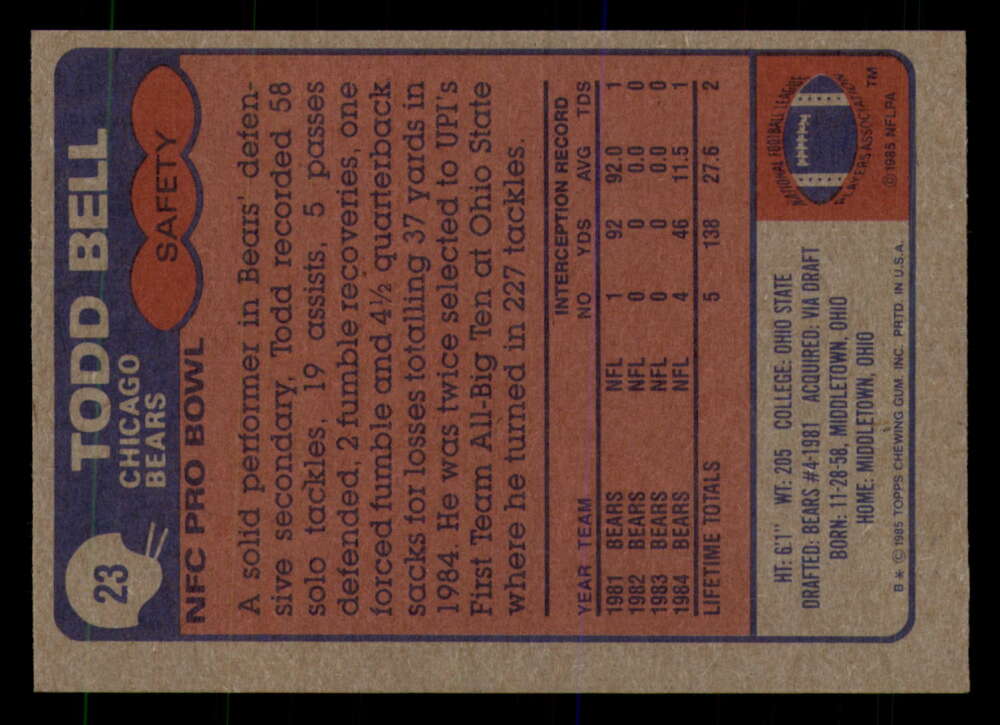 23
TODD BELL
CHICAGO
BEARS
SAFETY
NFC PRO BOWL
A solid performer in Bears' defen-
sive secondary, Todd recorded 58
solo tackles, 19 assists, 5 passes
defended, 2 fumble recoveries, one
forced fumble and 4½ quarterback
sacks for losses totalling 37 yards in
1984. He was twice selected to UPI's
First Team All-Big Ten at Ohio State
where he turned in 227 tackles.
INTERCEPTION RECORD
YEAR TEAM NO YDS AVG TDS
1981 BEARS NFL 1 92 92.0 1
1982 BEARS NFL 0 0 0.0 0
1983 BEARS NFL 0 0 0.0 0
1984 BEARS NFL 4 46 11.5 1
LIFETIME TOTALS 5 138 27.6 2
HT: 6'1" WT: 205 COLLEGE: OHIO STATE
DRAFTED: BEARS #4-1981 ACQUIRED: VIA DRAFT
BORN: 11-28-58, MIDDLETOWN, OHIO
HOME: MIDDLETOWN, OHIO
B * © 1985 TOPPS CHEWING GUM, INC. PRTD. IN U.S.A.
NATIONAL FOOTBALL LEAGUE
PLAYERS ASSOCIATION
TM
© 1985 NFLPA